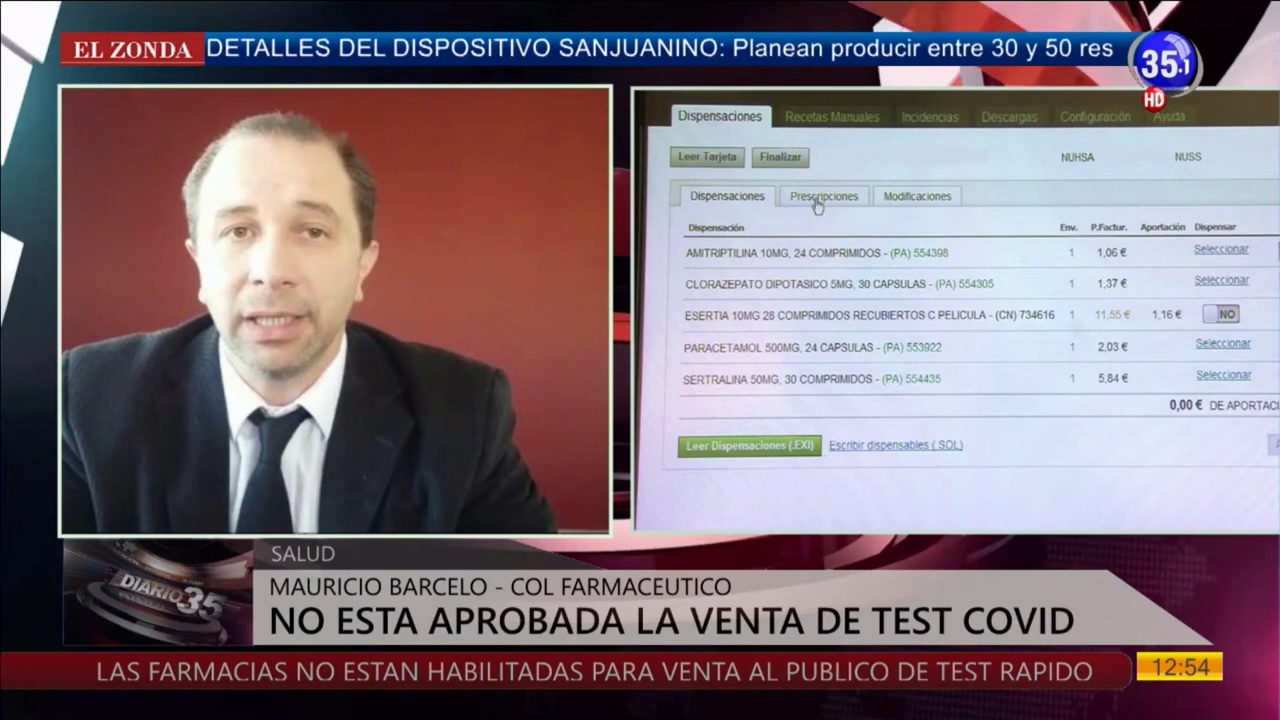 EL ZONDA DETALLES DEL DISPOSITIVO SANJUANINO: Planean producir entre 30 y 50 res
35.1
HD
Dispensaciones Recetas Manuales Incidencias Descargas Configuración Ayuda
Leer Tarjeta Finalizar NUHSA NUSS
Dispensaciones Prescripciones Modificaciones
Dispensación Env. P.Factur. Aportación Dispensar
AMITRIPTILINA 10MG, 24 COMPRIMIDOS - (PA) 554398 1 1,06 € Seleccionar
CLORAZEPATO DIPOTASICO 5MG, 30 CAPSULAS - (PA) 554305 1 1,37 € Seleccionar
ESERTIA 10MG 28 COMPRIMIDOS RECUBIERTOS C PELICULA - (CN) 734616 1 11,55 € 1,16 € NO
PARACETAMOL 500MG, 24 CAPSULAS - (PA) 553922 1 2,03 € Seleccionar
SERTRALINA 50MG, 30 COMPRIMIDOS - (PA) 554435 1 5,84 € Seleccionar
0,00 € DE APORTACI
Leer Dispensaciones (.EXI) Escribir dispensables (.SOL)
SALUD
DIARIO 35
MAURICIO BARCELO - COL FARMACEUTICO
NO ESTA APROBADA LA VENTA DE TEST COVID
LAS FARMACIAS NO ESTAN HABILITADAS PARA VENTA AL PUBLICO DE TEST RAPIDO 12:54